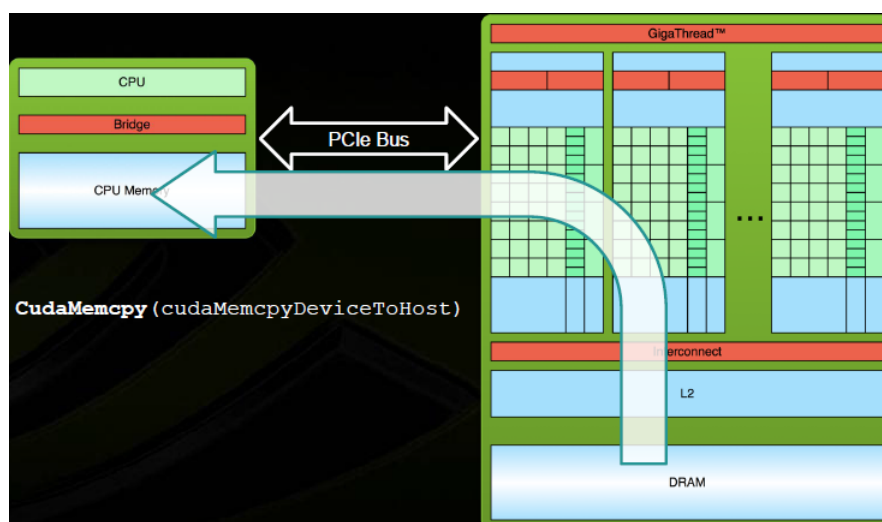 GigaThread™
CPU
Bridge
PCIe Bus
CPU Memory
...
CudaMemcpy(cudaMemcpyDeviceToHost)
Interconnect
L2
DRAM